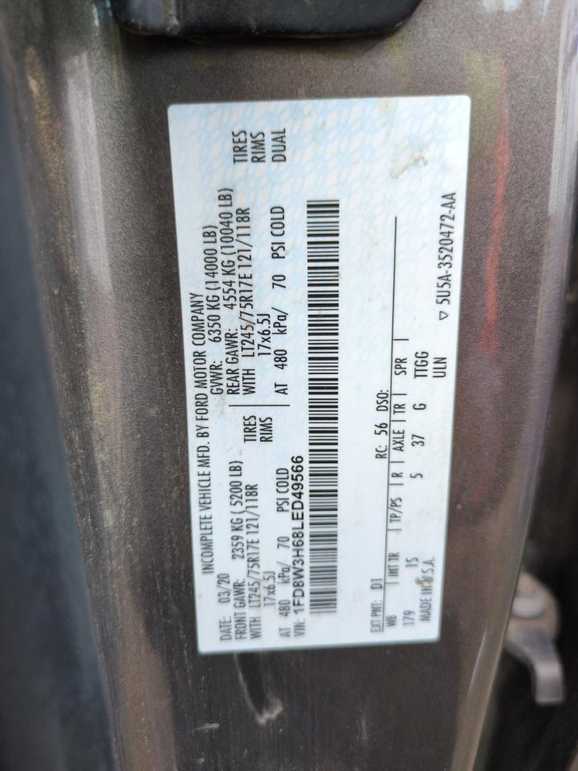 INCOMPLETE VEHICLE MFD. BY FORD MOTOR COMPANY
DATE: 03/20 GVWR: 6350 KG (14000 LB)
FRONT GAWR: 2359 KG (5200 LB) REAR GAWR: 4554 KG (10040 LB)
WITH LT245/75R17E 121/118R TIRES WITH LT245/75R17E 121/118R TIRES
17x6.5J RIMS 17x6.5J RIMS
AT 480 kPa/ 70 PSI COLD AT 480 kPa/ 70 PSI COLD DUAL
VIN: 1FD8W3H68LED49566
EXT PNT: D1 RC: 56 DSO:
WB INT TR TP/PS R AXLE TR SPR
179 IS 5 37 G TTGG
MADE IN U.S.A. ULN
▽ 5U5A-3520472-AA